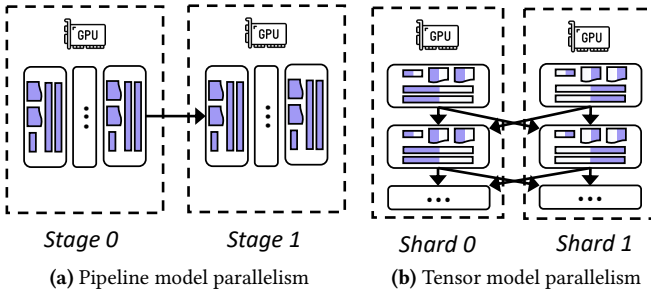 GPU
GPU
GPU
GPU
Stage 0
Stage 1
Shard 0
Shard 1
(a) Pipeline model parallelism
(b) Tensor model parallelism